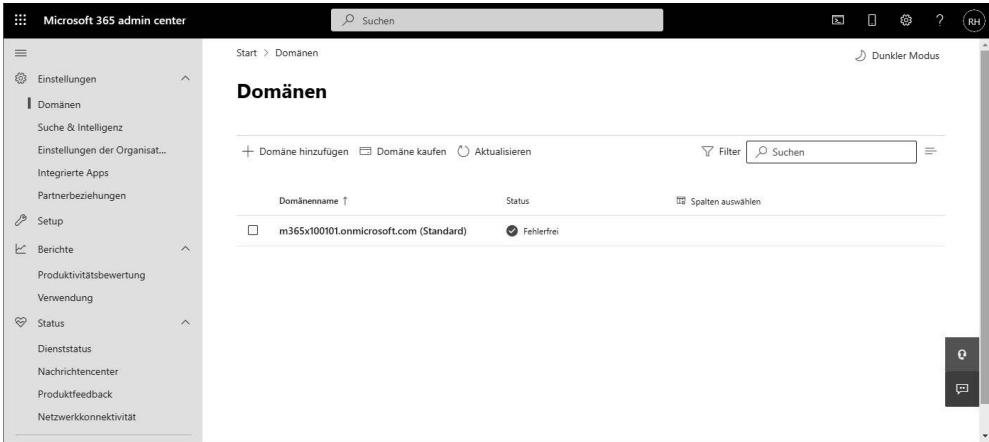 Microsoft 365 admin center
Suchen
?
RH
Einstellungen
Domänen
Suche & Intelligenz
Einstellungen der Organisat...
Integrierte Apps
Partnerbeziehungen
Setup
Berichte
Produktivitätsbewertung
Verwendung
Status
Dienststatus
Nachrichtencenter
Produktfeedback
Netzwerkkonnektivität
Start > Domänen
Dunkler Modus
Domänen
Domäne hinzufügen Domäne kaufen Aktualisieren Filter Suchen
Domänenname ↑ Status Spalten auswählen
m365x100101.onmicrosoft.com (Standard) Fehlerfrei